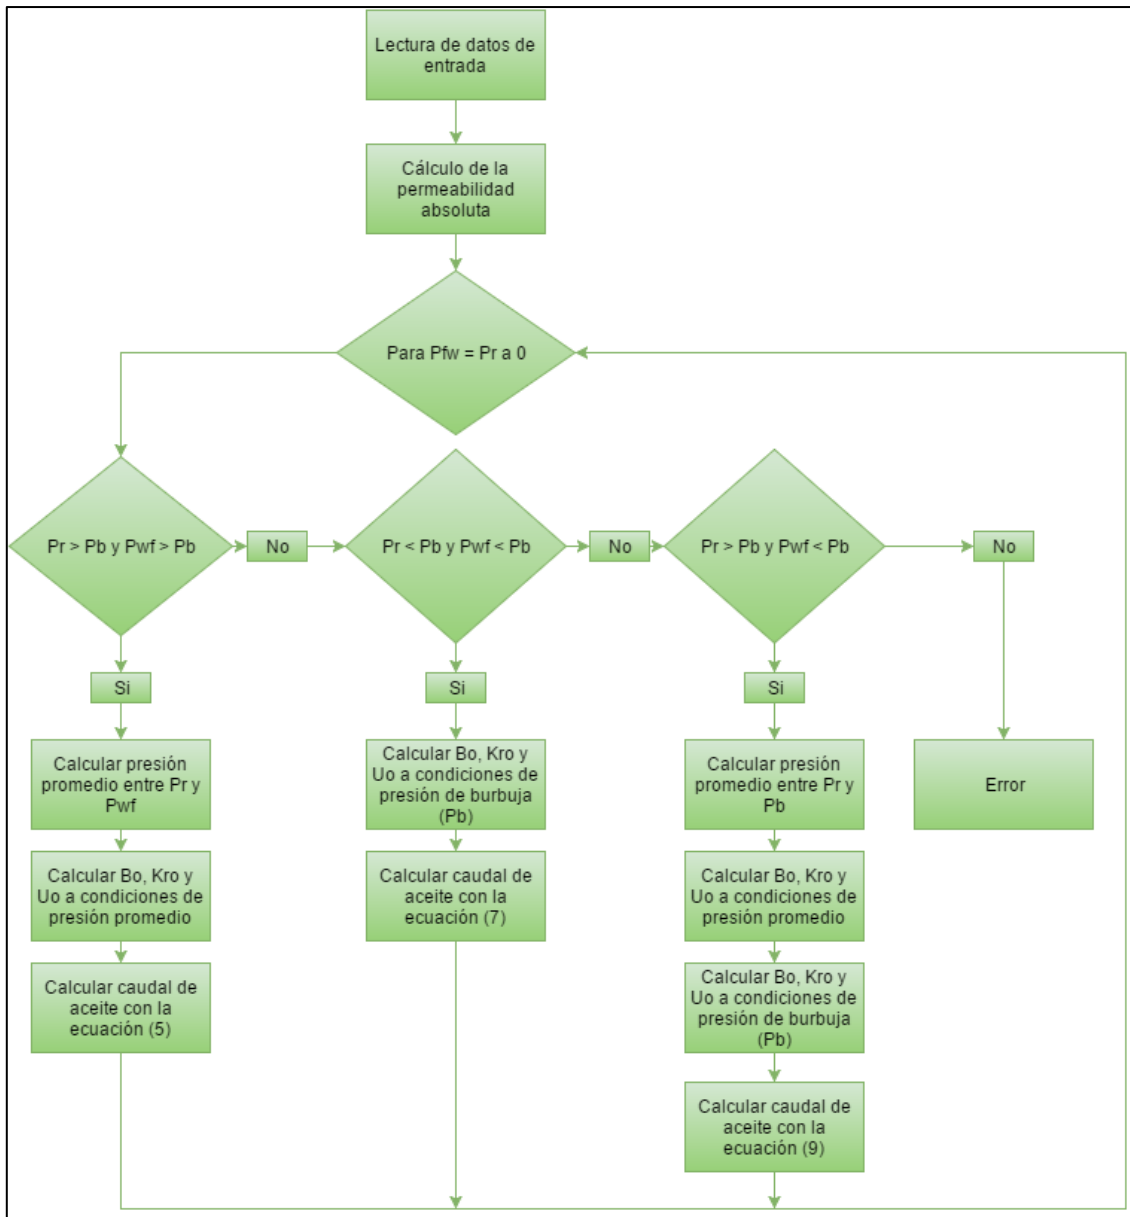 Lectura de datos de
entrada
Cálculo de la
permeabilidad
absoluta
Para Pfw = Pr a 0
Pr > Pb y Pwf > Pb
No
Pr < Pb y Pwf < Pb
No
Pr > Pb y Pwf < Pb
No
Si
Si
Si
Calcular presión
promedio entre Pr y
Pwf
Calcular Bo, Kro y
Uo a condiciones de
presión de burbuja
(Pb)
Calcular presión
promedio entre Pr y
Pb
Error
Calcular Bo, Kro y
Uo a condiciones de
presión promedio
Calcular caudal de
aceite con la
ecuación (7)
Calcular Bo, Kro y
Uo a condiciones de
presión promedio
Calcular caudal de
aceite con la
ecuación (5)
Calcular Bo, Kro y
Uo a condiciones de
presión de burbuja
(Pb)
Calcular caudal de
aceite con la
ecuación (9)